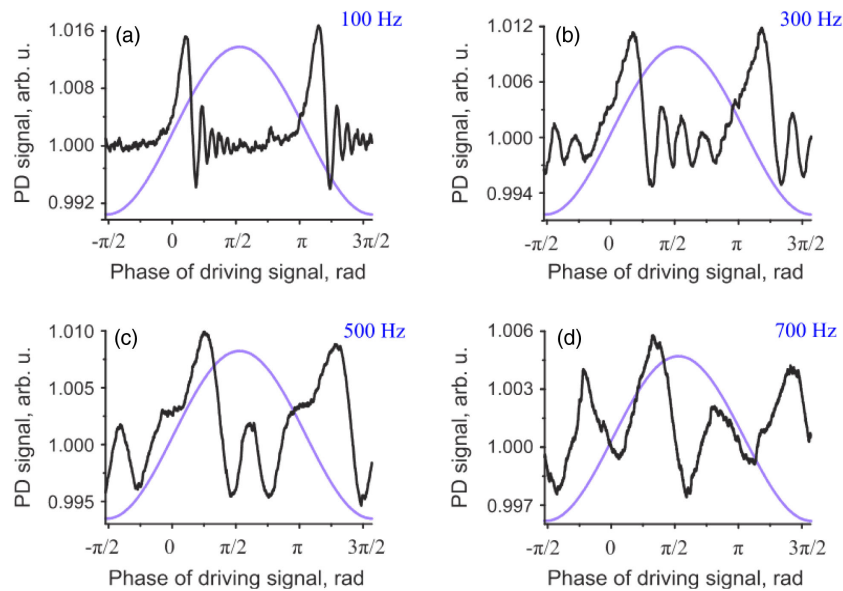 (a)
100 Hz
PD signal, arb. u.
1.016
1.008
1.000
0.992
-π/2 0 π/2 π 3π/2
Phase of driving signal, rad
(b)
300 Hz
PD signal, arb. u.
1.012
1.006
1.000
0.994
-π/2 0 π/2 π 3π/2
Phase of driving signal, rad
(c)
500 Hz
PD signal, arb. u.
1.010
1.005
1.000
0.995
-π/2 0 π/2 π 3π/2
Phase of driving signal, rad
(d)
700 Hz
PD signal, arb. u.
1.006
1.003
1.000
0.997
-π/2 0 π/2 π 3π/2
Phase of driving signal, rad